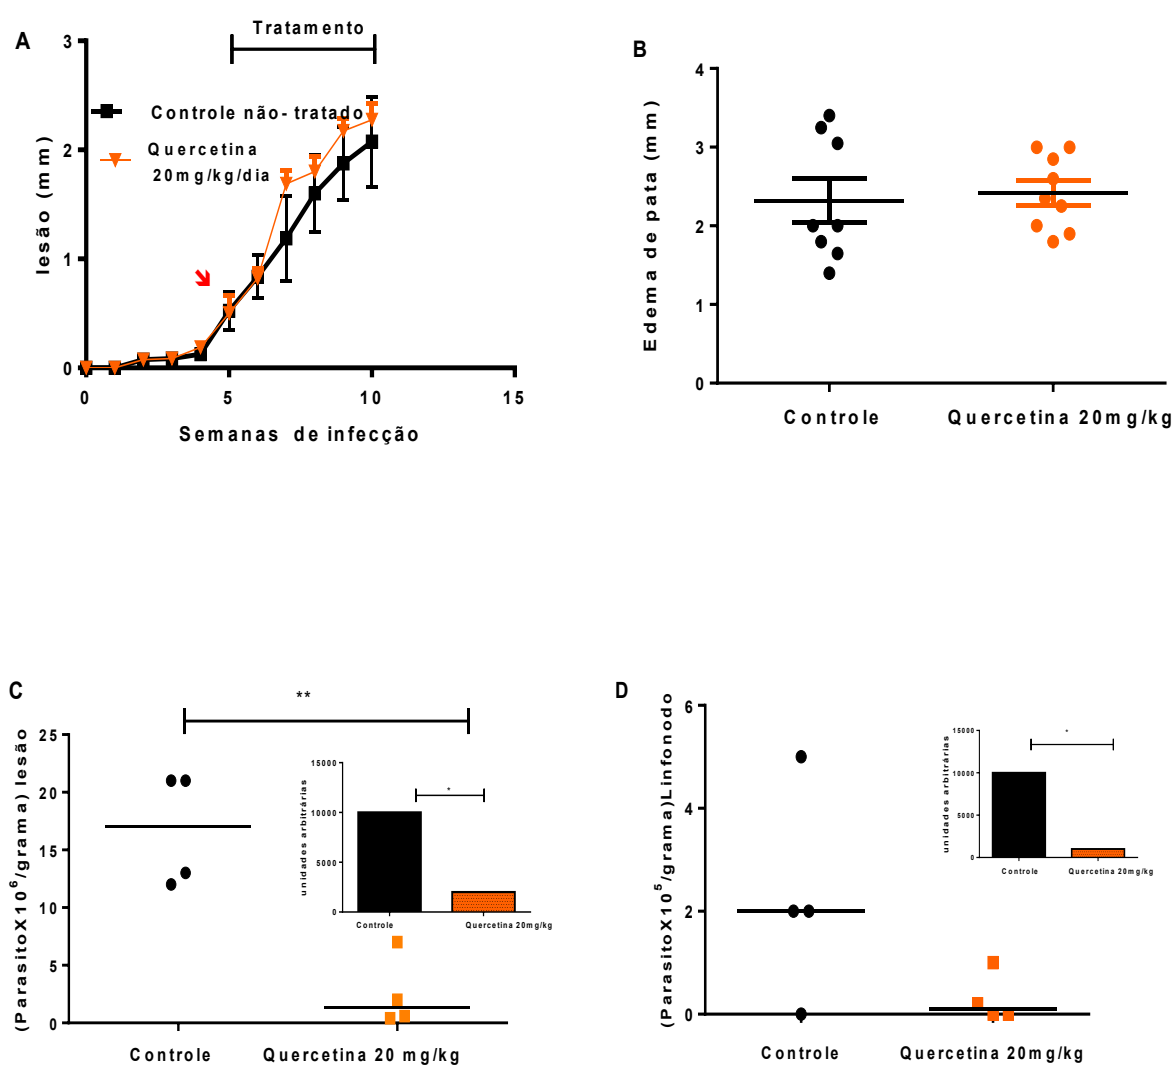 A
Tratamento
3
2
1
0
lesão (mm)
Controle não-tratado
Quercetina
20mg/kg/dia
0
5
10
15
Semanas de infecção
B
4
3
2
1
0
Edema de pata (mm)
Controle
Quercetina 20mg/kg
C
**
25
20
15
10
5
0
(ParasitoX10⁶/grama) lesão
15000
10000
5000
0
unidades arbitrárias
*
Controle
Quercetina 20mg/kg
Controle
Quercetina 20 mg/kg
D
6
4
2
0
(ParasitoX10⁵/grama)Linfonodo
15000
10000
5000
0
unidades arbitrárias
*
Controle
Quercetina 20mg/kg
Controle
Quercetina 20mg/kg